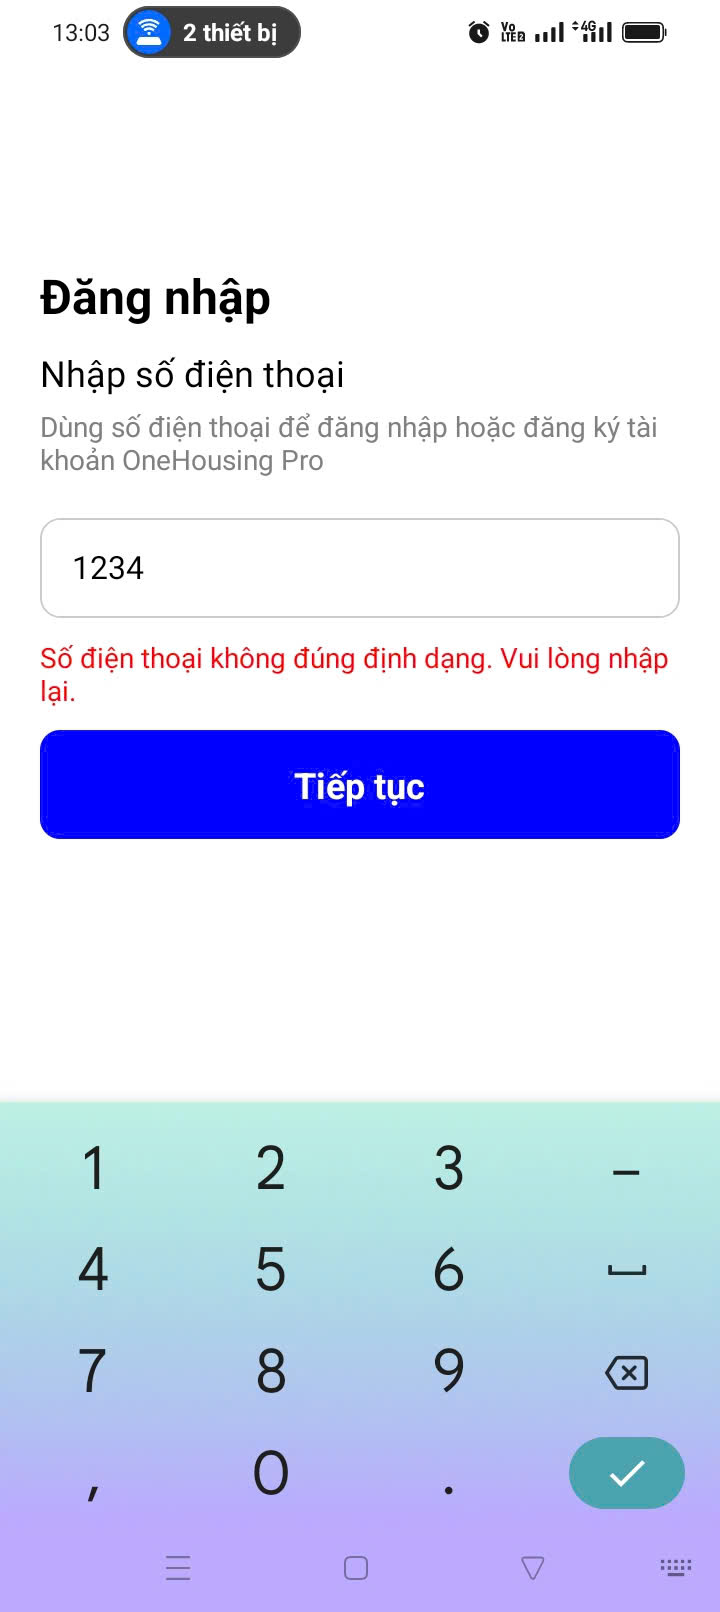 13:03 2 thiết bị Vo LTE2 4G
Đăng nhập
Nhập số điện thoại
Dùng số điện thoại để đăng nhập hoặc đăng ký tài
khoản OneHousing Pro
1234
Số điện thoại không đúng định dạng. Vui lòng nhập
lại.
Tiếp tục
1 2 3 –
4 5 6
7 8 9
, 0 .